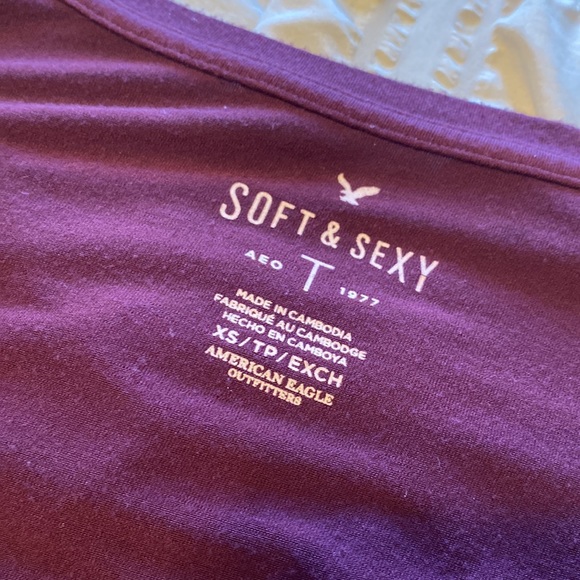 SOFT & SEXY
AEO T 1977
MADE IN CAMBODIA
FABRIQUÉ AU CAMBODGE
HECHO EN CAMBOYA
XS/TP/EXCH
AMERICAN EAGLE
OUTFITTERS